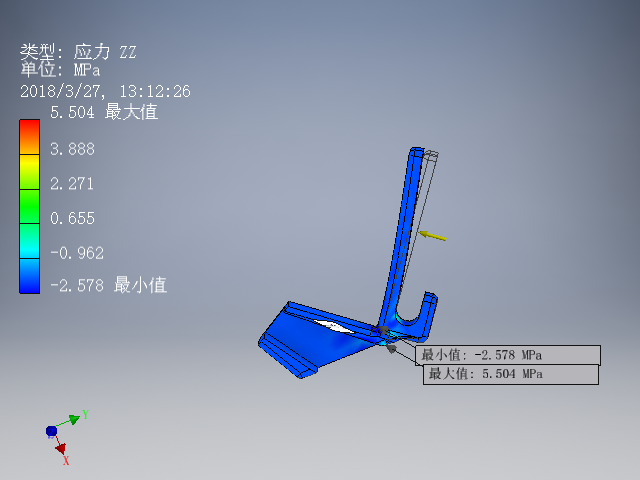 类型: 应力 ZZ
单位: MPa
2018/3/27, 13:12:26
5.504 最大值
3.888
2.271
0.655
-0.962
-2.578 最小值
最小值: -2.578 MPa
最大值: 5.504 MPa
Y
X